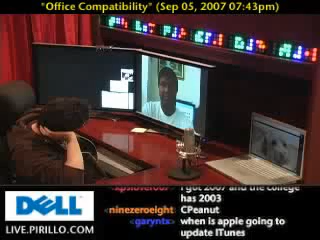 *Office Compatibility* (Sep 05, 2007 07:43pm)
I got 2007 and the college
has 2003
<ninezeroeight> CPeanut
<garyntx> when is apple going to
update ITunes
DELL
LIVE.PIRILLO.COM